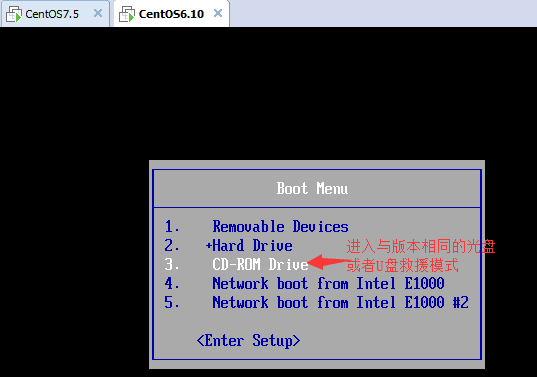 CentOS7.5 × CentOS6.10 ×
Boot Menu
1. Removable Devices
2. +Hard Drive
3. CD-ROM Drive
4. Network boot from Intel E1000
5. Network boot from Intel E1000 #2
<Enter Setup>
进入与版本相同的光盘
或者U盘救援模式